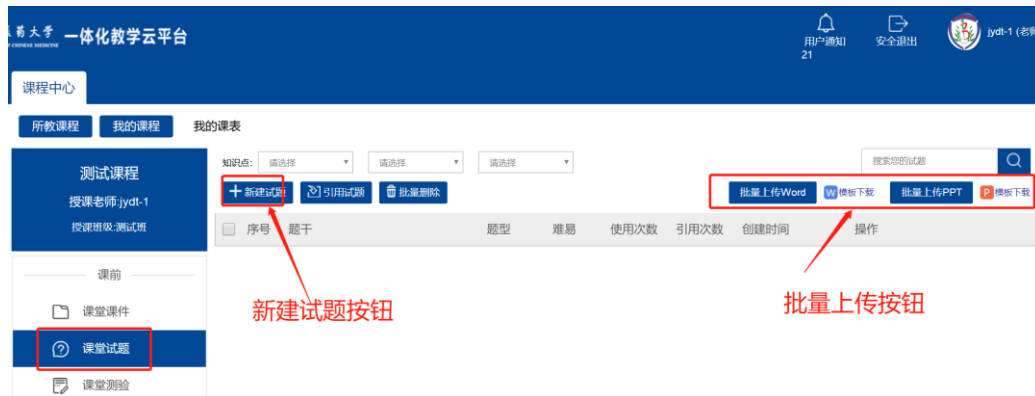 药大学 一体化教学云平台
用户通知
21
安全退出
jydt-1 (老师
课程中心
所教课程 我的课程 我的课表
测试课程
授课老师:jydt-1
授课班级:测试班
课前
课堂课件
课堂试题
课堂测验
知识点: 请选择 请选择 请选择 搜索您的试题
新建试题 引用试题 批量删除 批量上传Word W 模板下载 批量上传PPT P 模板下载
序号 题干 题型 难易 使用次数 引用次数 创建时间 操作
新建试题按钮
批量上传按钮